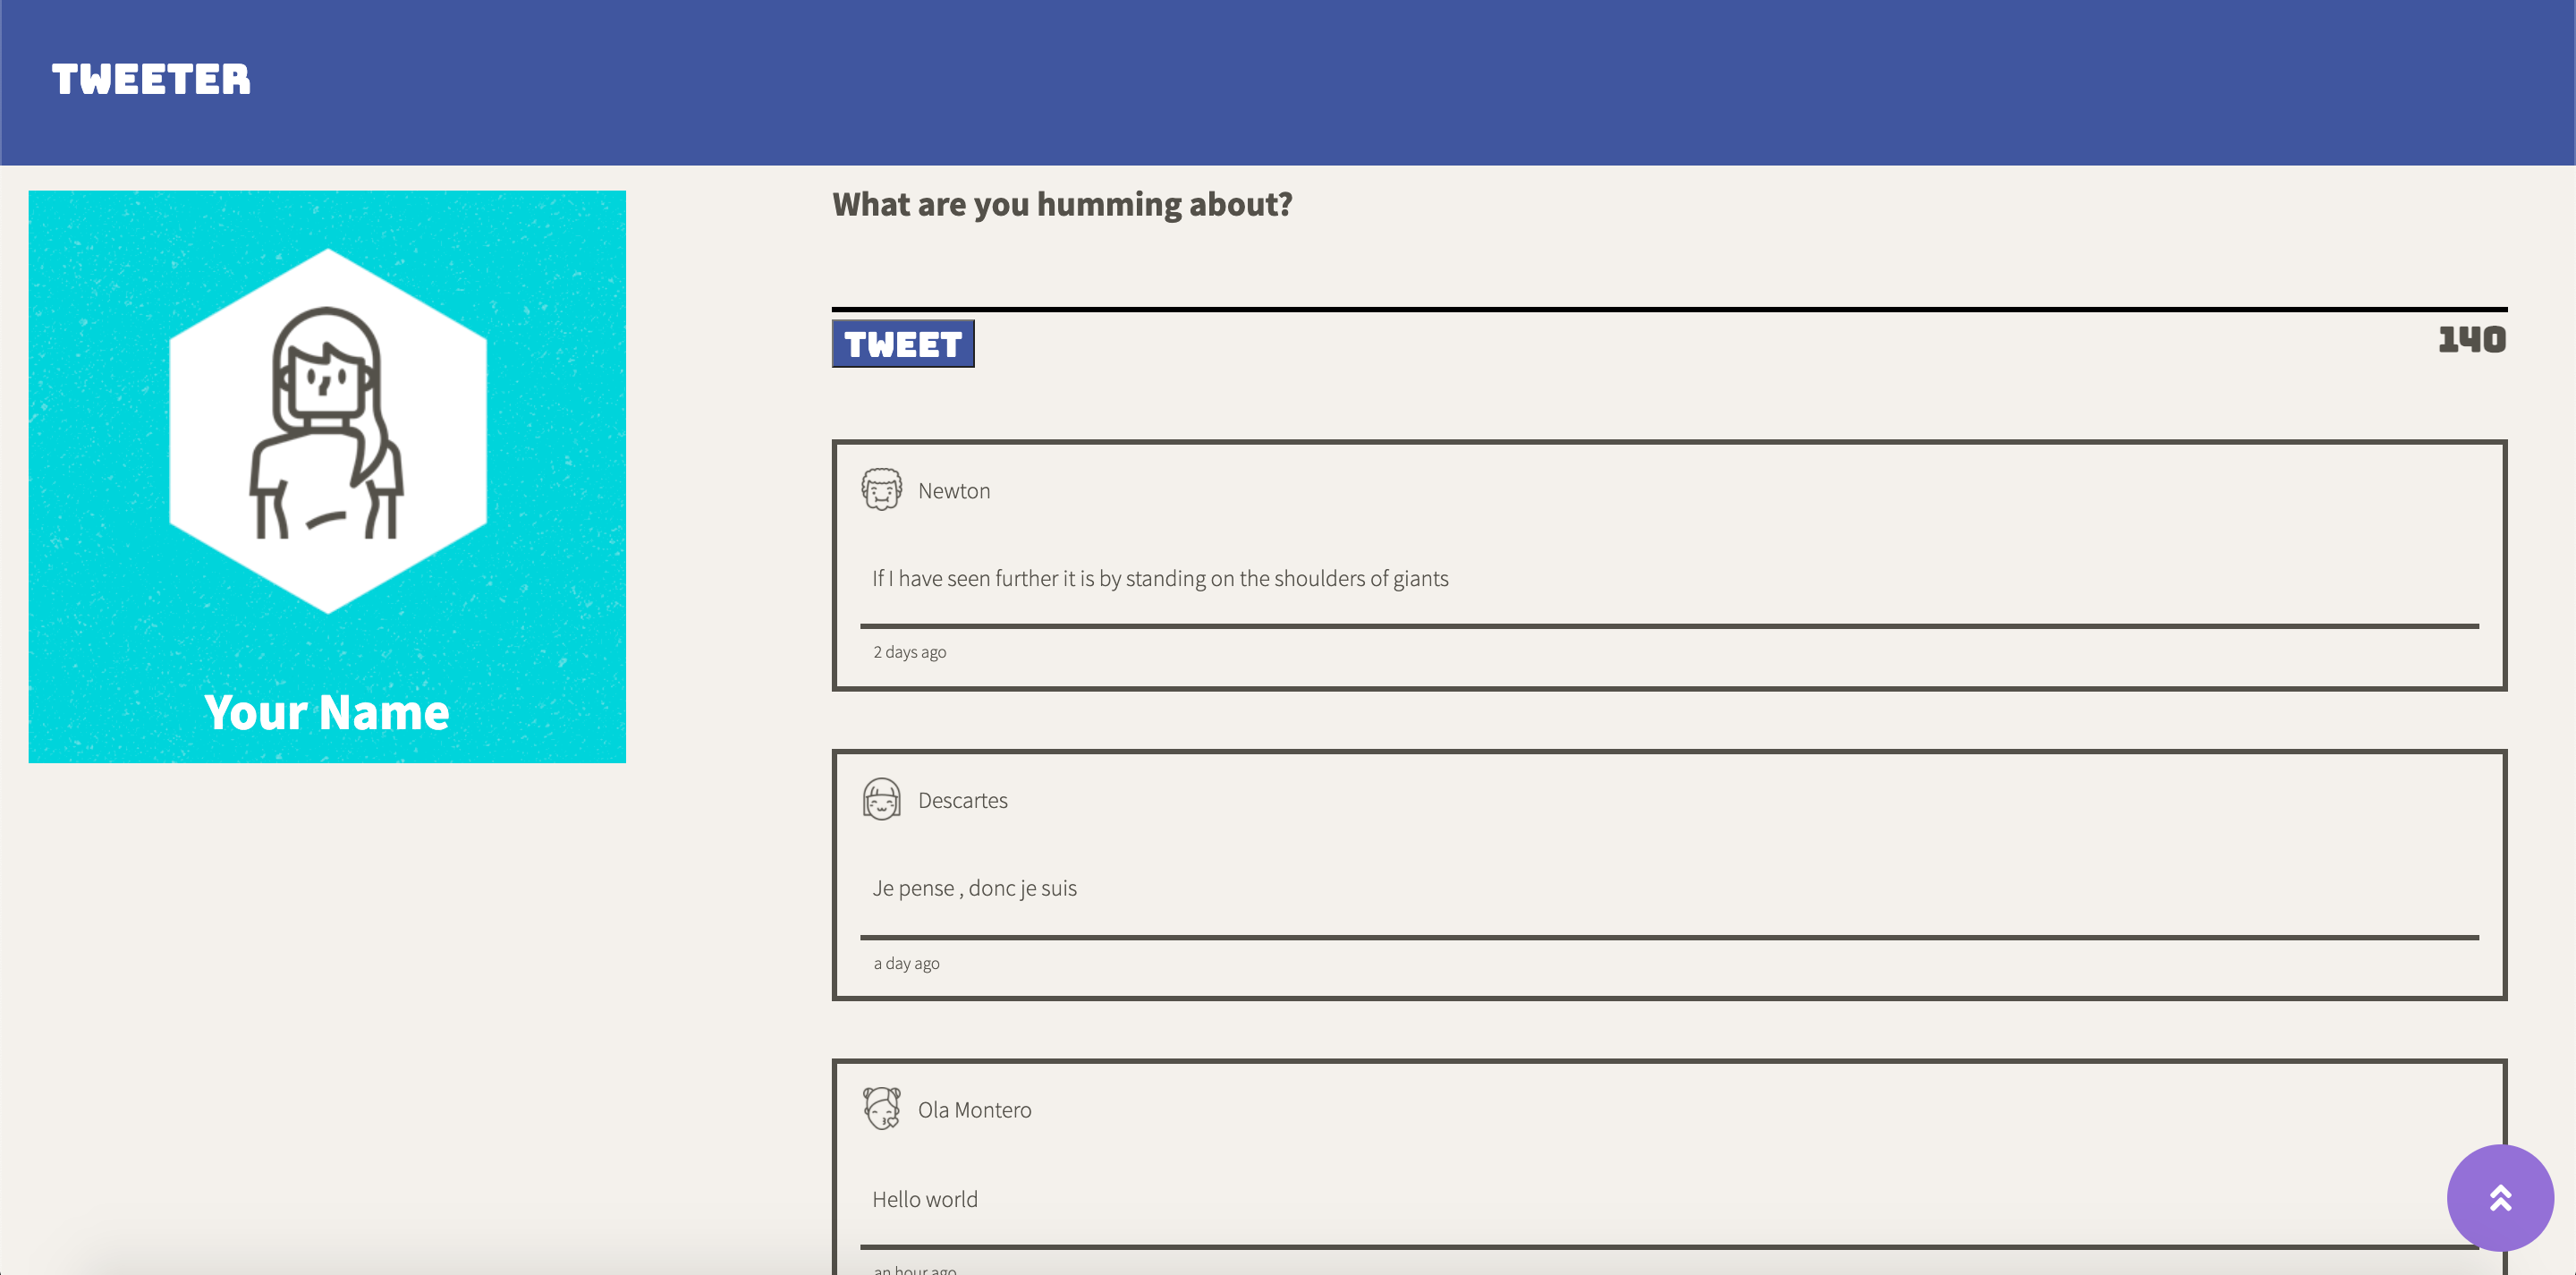 TWEETER
Your Name
What are you humming about?
TWEET
140
Newton
If I have seen further it is by standing on the shoulders of giants
2 days ago
Descartes
Je pense , donc je suis
a day ago
Ola Montero
Hello world
an hour ago